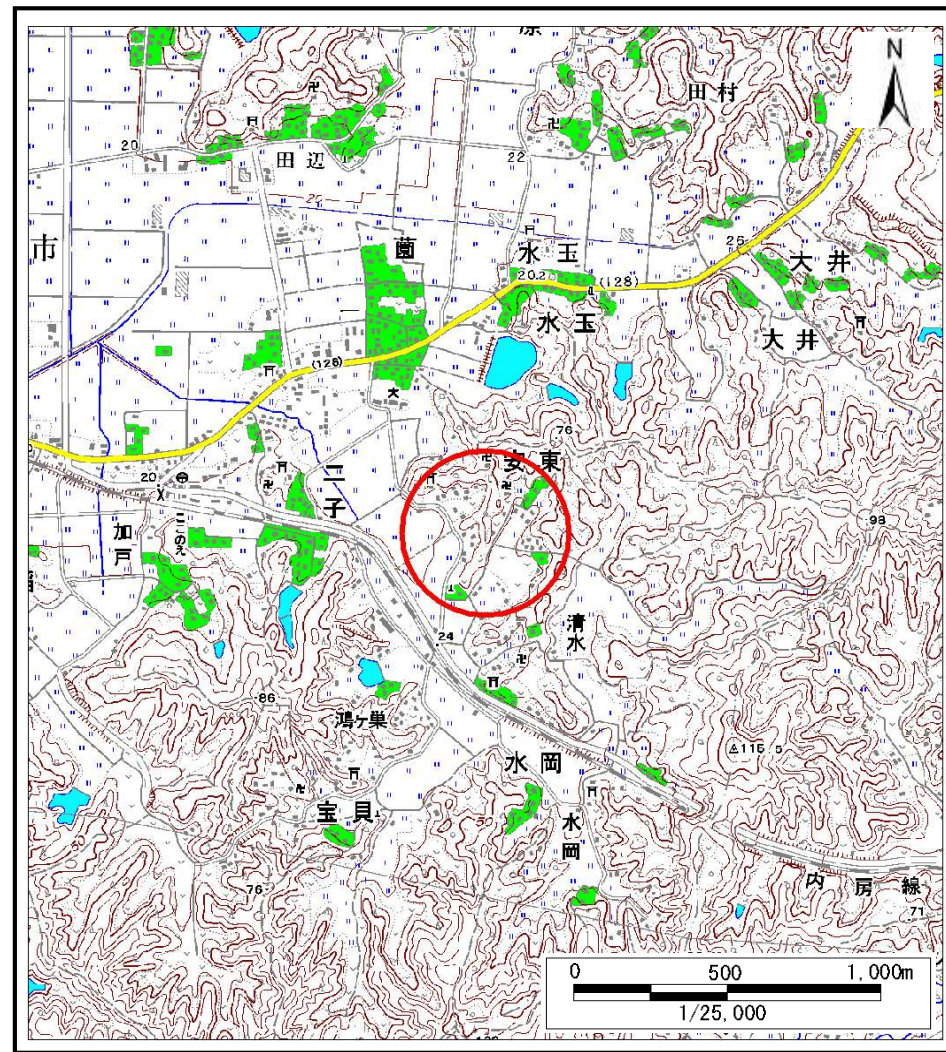 N
田村
20
田辺
22
25
市
薗
水玉
大井
20.2
(128)
水玉
大井
(128)
76
安東
二子
20
93
ここのえ
加戸
清水
24
86
鴻ヶ巣
115.5
水岡
宝貝
水岡
内房線
76
71
0 500 1,000m
1/25,000